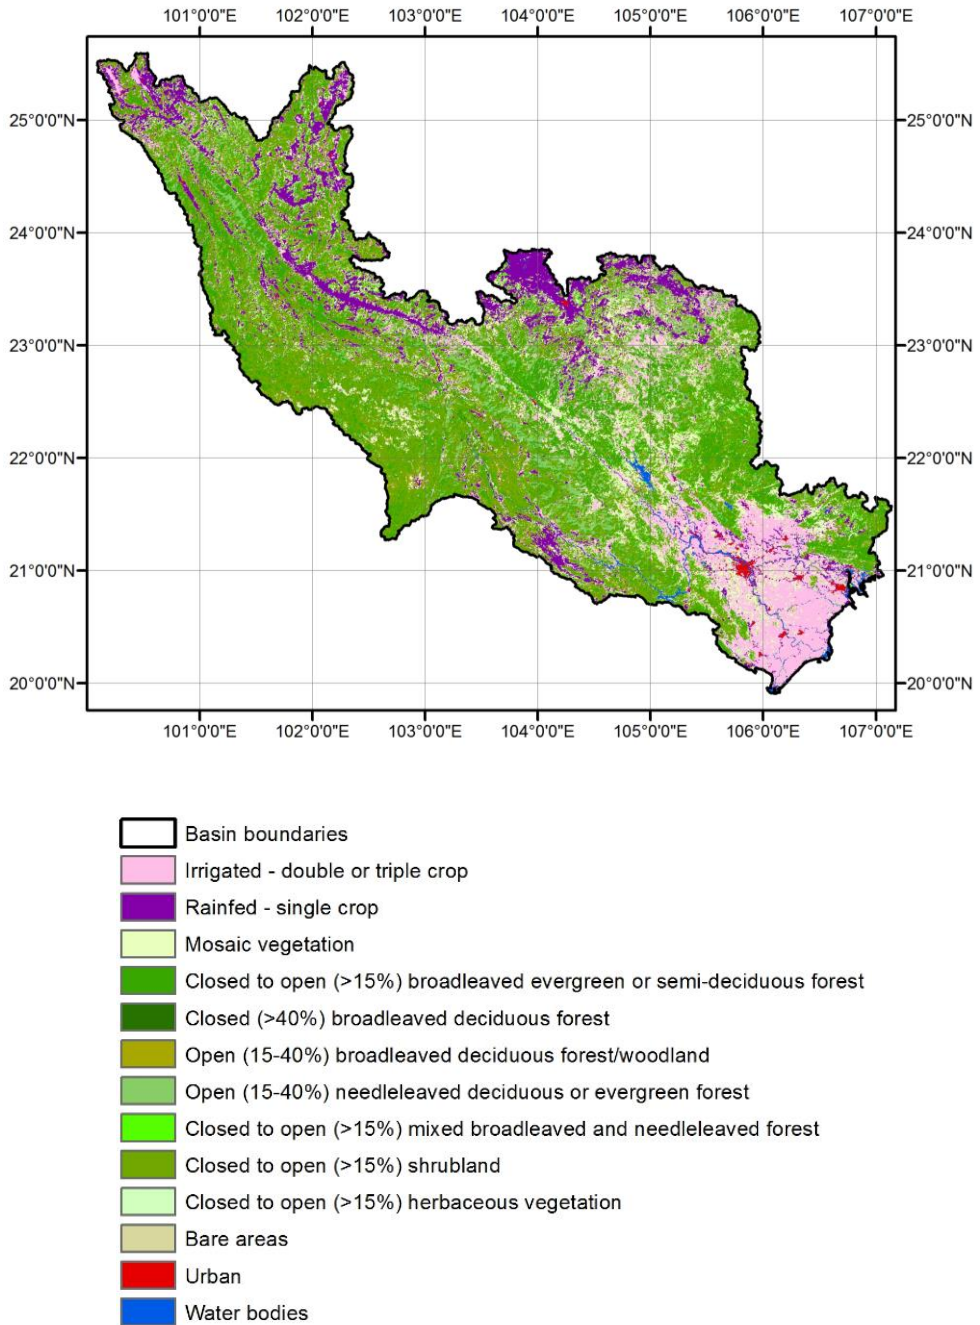 101°0'0"E 102°0'0"E 103°0'0"E 104°0'0"E 105°0'0"E 106°0'0"E 107°0'0"E
25°0'0"N 25°0'0"N
24°0'0"N 24°0'0"N
23°0'0"N 23°0'0"N
22°0'0"N 22°0'0"N
21°0'0"N 21°0'0"N
20°0'0"N 20°0'0"N
101°0'0"E 102°0'0"E 103°0'0"E 104°0'0"E 105°0'0"E 106°0'0"E 107°0'0"E
Basin boundaries
Irrigated - double or triple crop
Rainfed - single crop
Mosaic vegetation
Closed to open (>15%) broadleaved evergreen or semi-deciduous forest
Closed (>40%) broadleaved deciduous forest
Open (15-40%) broadleaved deciduous forest/woodland
Open (15-40%) needleleaved deciduous or evergreen forest
Closed to open (>15%) mixed broadleaved and needleleaved forest
Closed to open (>15%) shrubland
Closed to open (>15%) herbaceous vegetation
Bare areas
Urban
Water bodies